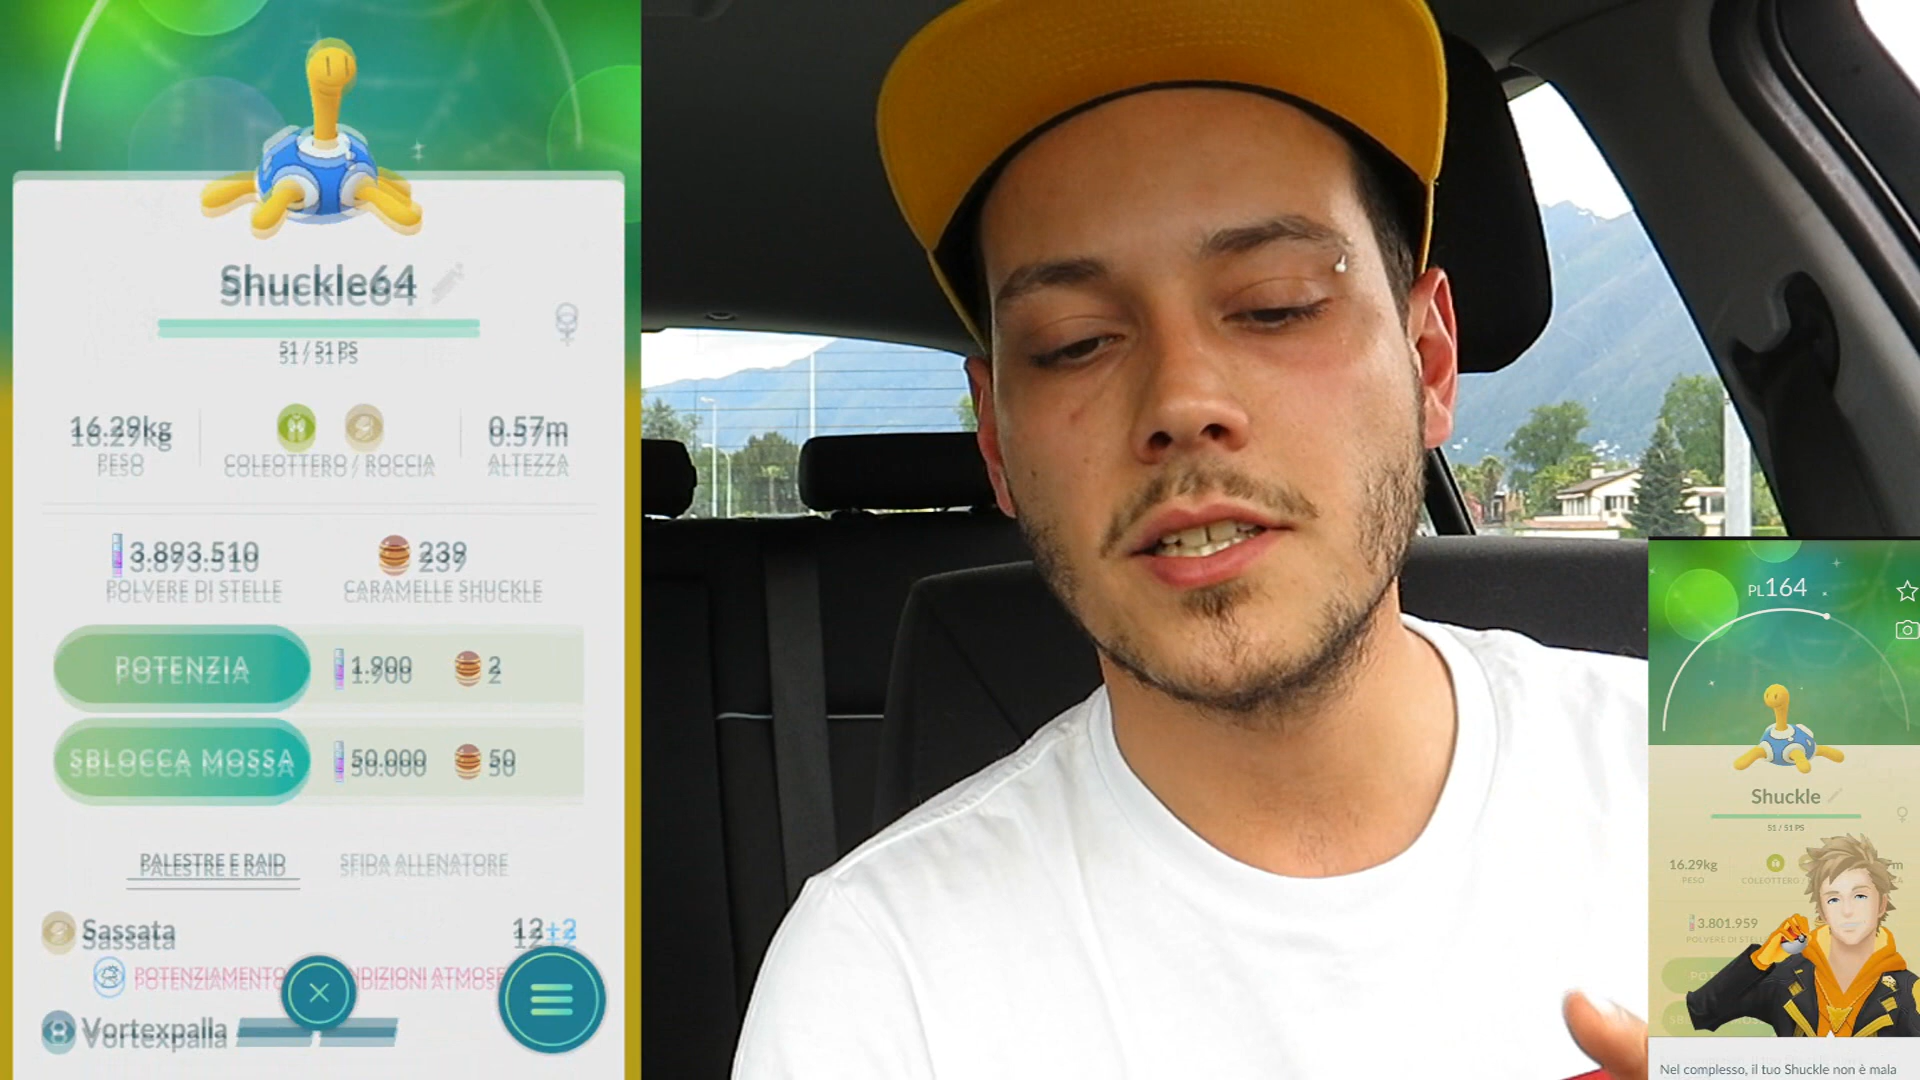 Shuckle64
51 / 51 PS
16.29kg
PESO
COLEOTTERO / ROCCIA
0.57m
ALTEZZA
3.893.510
POLVERE DI STELLE
239
CARAMELLE SHUCKLE
POTENZIA
1.900
2
SBLOCCA MOSSA
50.000
50
PALESTRE E RAID
SFIDA ALLENATORE
Sassata
12+2
POTENZIAMENTO
Vortexpalla
PL164
Shuckle
51 / 51 PS
16.29kg
PESO
3.801.959
Nel complesso, il tuo Shuckle non è mala